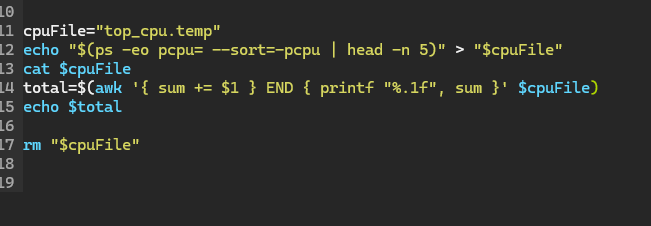 10
11 cpuFile="top_cpu.temp"
12 echo "$(ps -eo pcpu= --sort=-pcpu | head -n 5)" > "$cpuFile"
13 cat $cpuFile
14 total=$(awk '{ sum += $1 } END { printf "%.1f", sum }' $cpuFile)
15 echo $total
16
17 rm "$cpuFile"
18
19